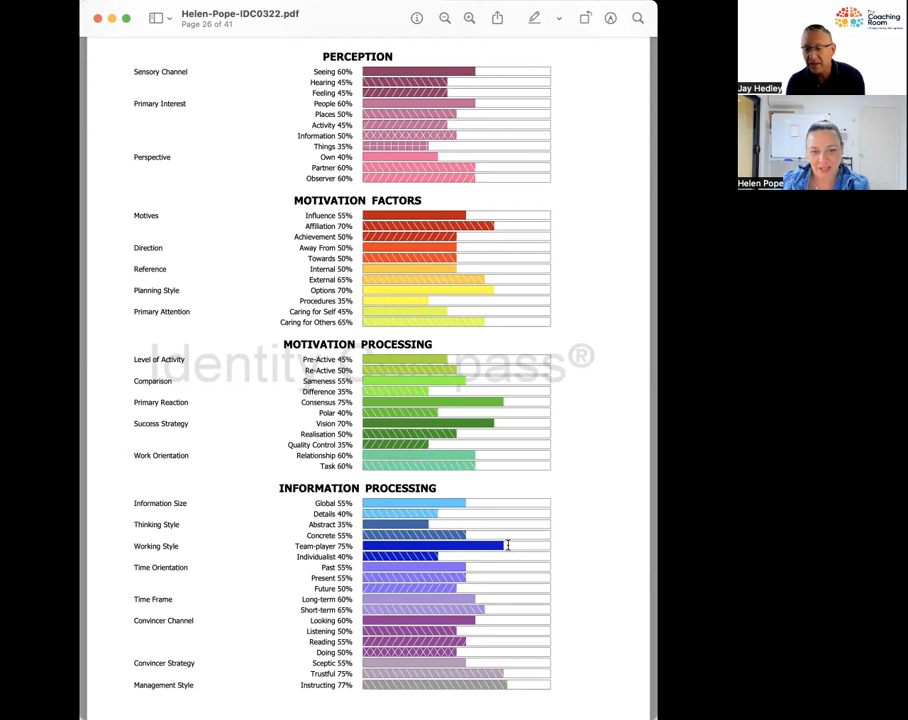 Helen-Pope-IDC0322.pdf
Page 26 of 41
The Coaching Room
Jay Hedley
Helen Pope
PERCEPTION
Sensory Channel Seeing 60%
Hearing 45%
Feeling 45%
Primary Interest People 60%
Places 50%
Activity 45%
Information 50%
Things 35%
Perspective Own 40%
Partner 60%
Observer 60%
MOTIVATION FACTORS
Motives Influence 55%
Affiliation 70%
Achievement 50%
Direction Away From 50%
Towards 50%
Reference Internal 50%
External 65%
Planning Style Options 70%
Procedures 35%
Primary Attention Caring for Self 45%
Caring for Others 65%
MOTIVATION PROCESSING
Level of Activity Pre-Active 45%
Re-Active 50%
Comparison Sameness 55%
Difference 35%
Primary Reaction Consensus 75%
Polar 40%
Success Strategy Vision 70%
Realisation 50%
Quality Control 35%
Work Orientation Relationship 60%
Task 60%
Identity Compass®
INFORMATION PROCESSING
Information Size Global 55%
Details 40%
Thinking Style Abstract 35%
Concrete 55%
Working Style Team-player 75%
Individualist 40%
Time Orientation Past 55%
Present 55%
Future 50%
Time Frame Long-term 60%
Short-term 65%
Convincer Channel Looking 60%
Listening 50%
Reading 55%
Doing 50%
Convincer Strategy Sceptic 55%
Trustful 75%
Management Style Instructing 77%